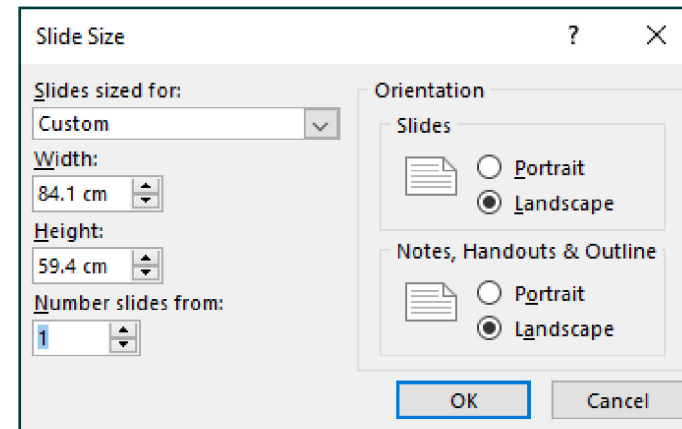 Slide Size ?
Slides sized for:
Custom
Width:
84.1 cm
Height:
59.4 cm
Number slides from:
1
Orientation
Slides
Portrait
Landscape
Notes, Handouts & Outline
Portrait
Landscape
OK Cancel